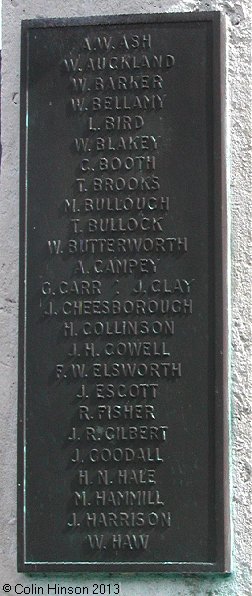 A.W. ASH
W. AUCKLAND
W. BARKER
W. BELLAMY
L. BIRD
W. BLAKEY
G. BOOTH
T. BROOKS
M. BULLOUGH
T. BULLOCK
W. BUTTERWORTH
A. CAMPEY
G. CARR : J. CLAY
J. CHEESBOROUGH
H. COLLINSON
J. H. COWELL
F. W. ELSWORTH
J. ESCOTT
R. FISHER
J. R. GILBERT
J. GOODALL
H. N. HALE
M. HAMMILL
J. HARRISON
W. HAW
©Colin Hinson 2013